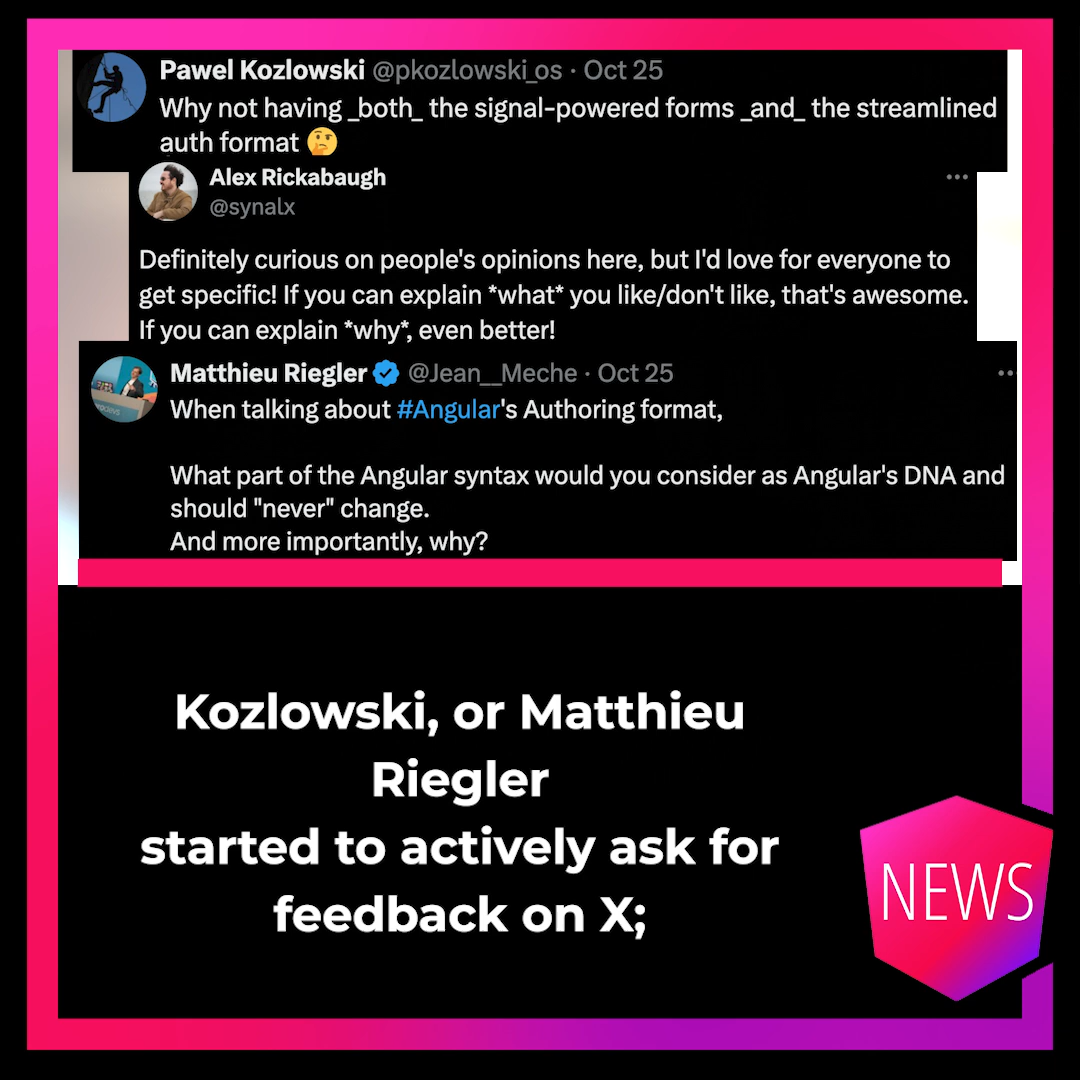 Pawel Kozlowski @pkozlowski_os · Oct 25
Why not having _both_ the signal-powered forms _and_ the streamlined
auth format 🤔
Alex Rickabaugh
@synalx
Definitely curious on people's opinions here, but I'd love for everyone to
get specific! If you can explain *what* you like/don't like, that's awesome.
If you can explain *why*, even better!
Matthieu Riegler @Jean__Meche · Oct 25
When talking about #Angular's Authoring format,
What part of the Angular syntax would you consider as Angular's DNA and
should "never" change.
And more importantly, why?
Kozlowski, or Matthieu
Riegler
started to actively ask for
feedback on X;
NEWS